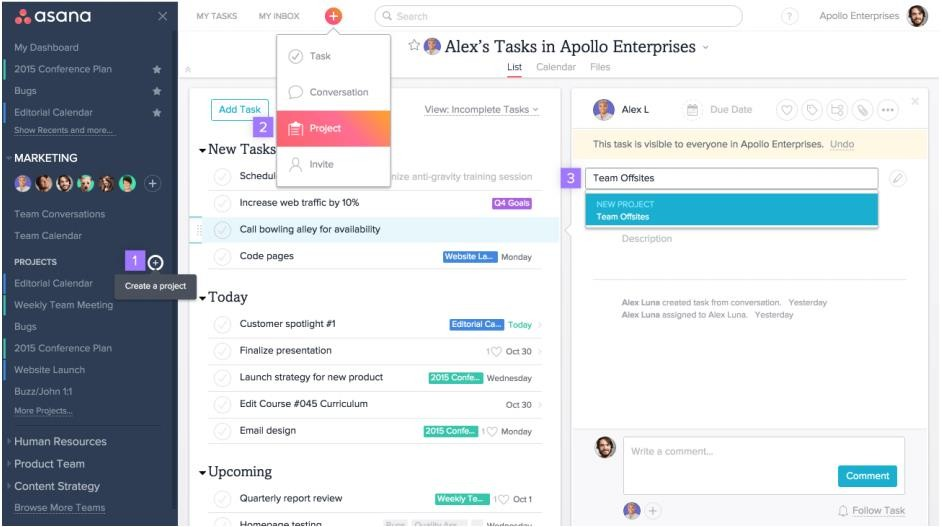 asana
My Dashboard
2015 Conference Plan
Bugs
Editorial Calendar
Show Recents and more...
MARKETING
Team Conversations
Team Calendar
PROJECTS
1
Create a project
Editorial Calendar
Weekly Team Meeting
Bugs
2015 Conference Plan
Website Launch
Buzz/John 1:1
More Projects...
Human Resources
Product Team
Content Strategy
Browse More Teams
MY TASKS MY INBOX
Search
? Apollo Enterprises
Alex's Tasks in Apollo Enterprises
List Calendar Files
Task
Conversation
2
Project
Invite
Add Task
View: Incomplete Tasks
New Tasks
anti-gravity training session
Increase web traffic by 10% Q4 Goals
Call bowling alley for availability
Code pages Website La... Monday
Today
Customer spotlight #1 Editorial Ca... Today
Finalize presentation 1 Oct 30
Launch strategy for new product 2015 Confe... Wednesday
Edit Course #045 Curriculum Oct 30
Email design 2015 Confe... 1 Monday
Upcoming
Quarterly report review Weekly Te... 1 Oct 1
Homepage testing Bugs Quality Ass... Wednesday
Alex L Due Date
This task is visible to everyone in Apollo Enterprises. Undo
3
Team Offsites
NEW PROJECT
Team Offsites
Description
Alex Luna created task from conversation. Yesterday
Alex Luna assigned to Alex Luna. Yesterday
Write a comment...
Comment
Follow Task